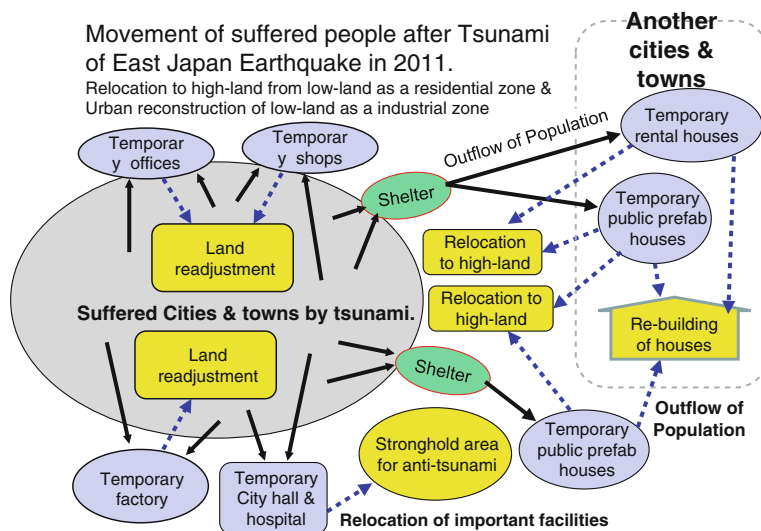 Movement of suffered people after Tsunami
of East Japan Earthquake in 2011.
Relocation to high-land from low-land as a residential zone &
Urban reconstruction of low-land as a industrial zone
Another
cities &
towns
Temporar
y offices
Temporar
y shops
Outflow of Population
Temporary
rental houses
Shelter
Temporary
public prefab
houses
Land
readjustment
Relocation
to high-land
Suffered Cities & towns by tsunami.
Relocation to
high-land
Re-building
of houses
Land
readjustment
Shelter
Outflow of
Population
Stronghold area
for anti-tsunami
Temporary
public prefab
houses
Temporary
factory
Temporary
City hall &
hospital
Relocation of important facilities